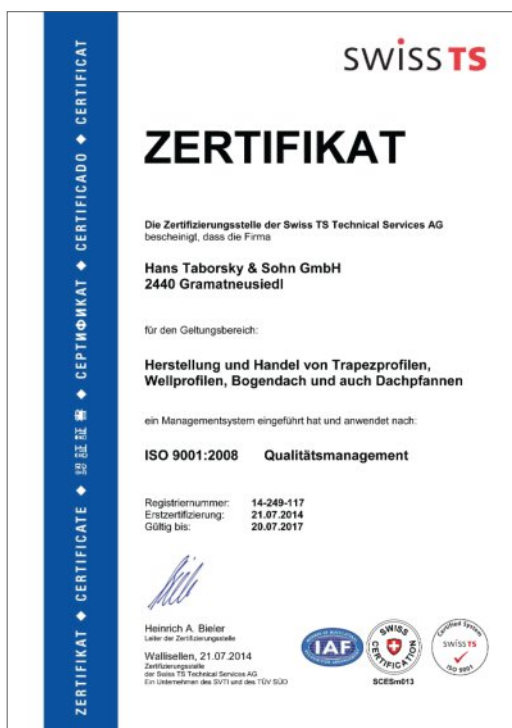 swiss TS
ZERTIFIKAT
Die Zertifizierungsstelle der Swiss TS Technical Services AG
bescheinigt, dass die Firma
Hans Taborsky & Sohn GmbH
2440 Gramatneusiedl
für den Geltungsbereich:
Herstellung und Handel von Trapezprofilen,
Wellprofilen, Bogendach und auch Dachpfannen
ein Managementsystem eingeführt hat und anwendet nach:
ISO 9001:2008 Qualitätsmanagement
Registriernummer: 14-249-117
Erstzertifizierung: 21.07.2014
Gültig bis: 20.07.2017
Heinrich A. Bieler
Leiter der Zertifizierungsstelle
Wallisellen, 21.07.2014
Zertifizierungsstelle
der Swiss TS Technical Services AG
Ein Unternehmen des SVTI und des TÜV SÜD
IAF
SWISS CERTIFICATION
SCESm013
Certified System
swiss TS
ISO 9001
ZERTIFIKAT ◆ CERTIFICATE ◆ 認証証書 ◆ СЕРТИФИКАТ ◆ CERTIFICADO ◆ CERTIFICAT